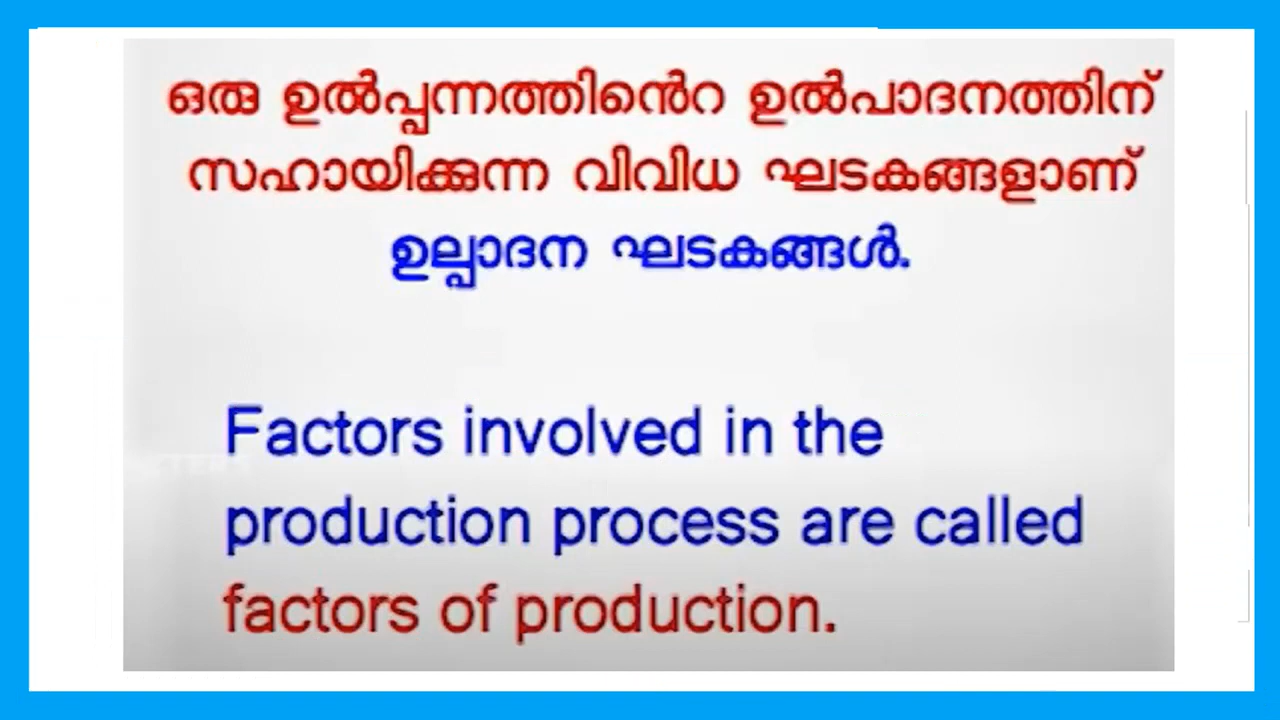 ഒരു ഉൽപ്പന്നത്തിൻെറ ഉൽപാദനത്തിന്
സഹായിക്കുന്ന വിവിധ ഘടകങ്ങളാണ്
ഉല്പാദന ഘടകങ്ങൾ.
Factors involved in the
production process are called
factors of production.